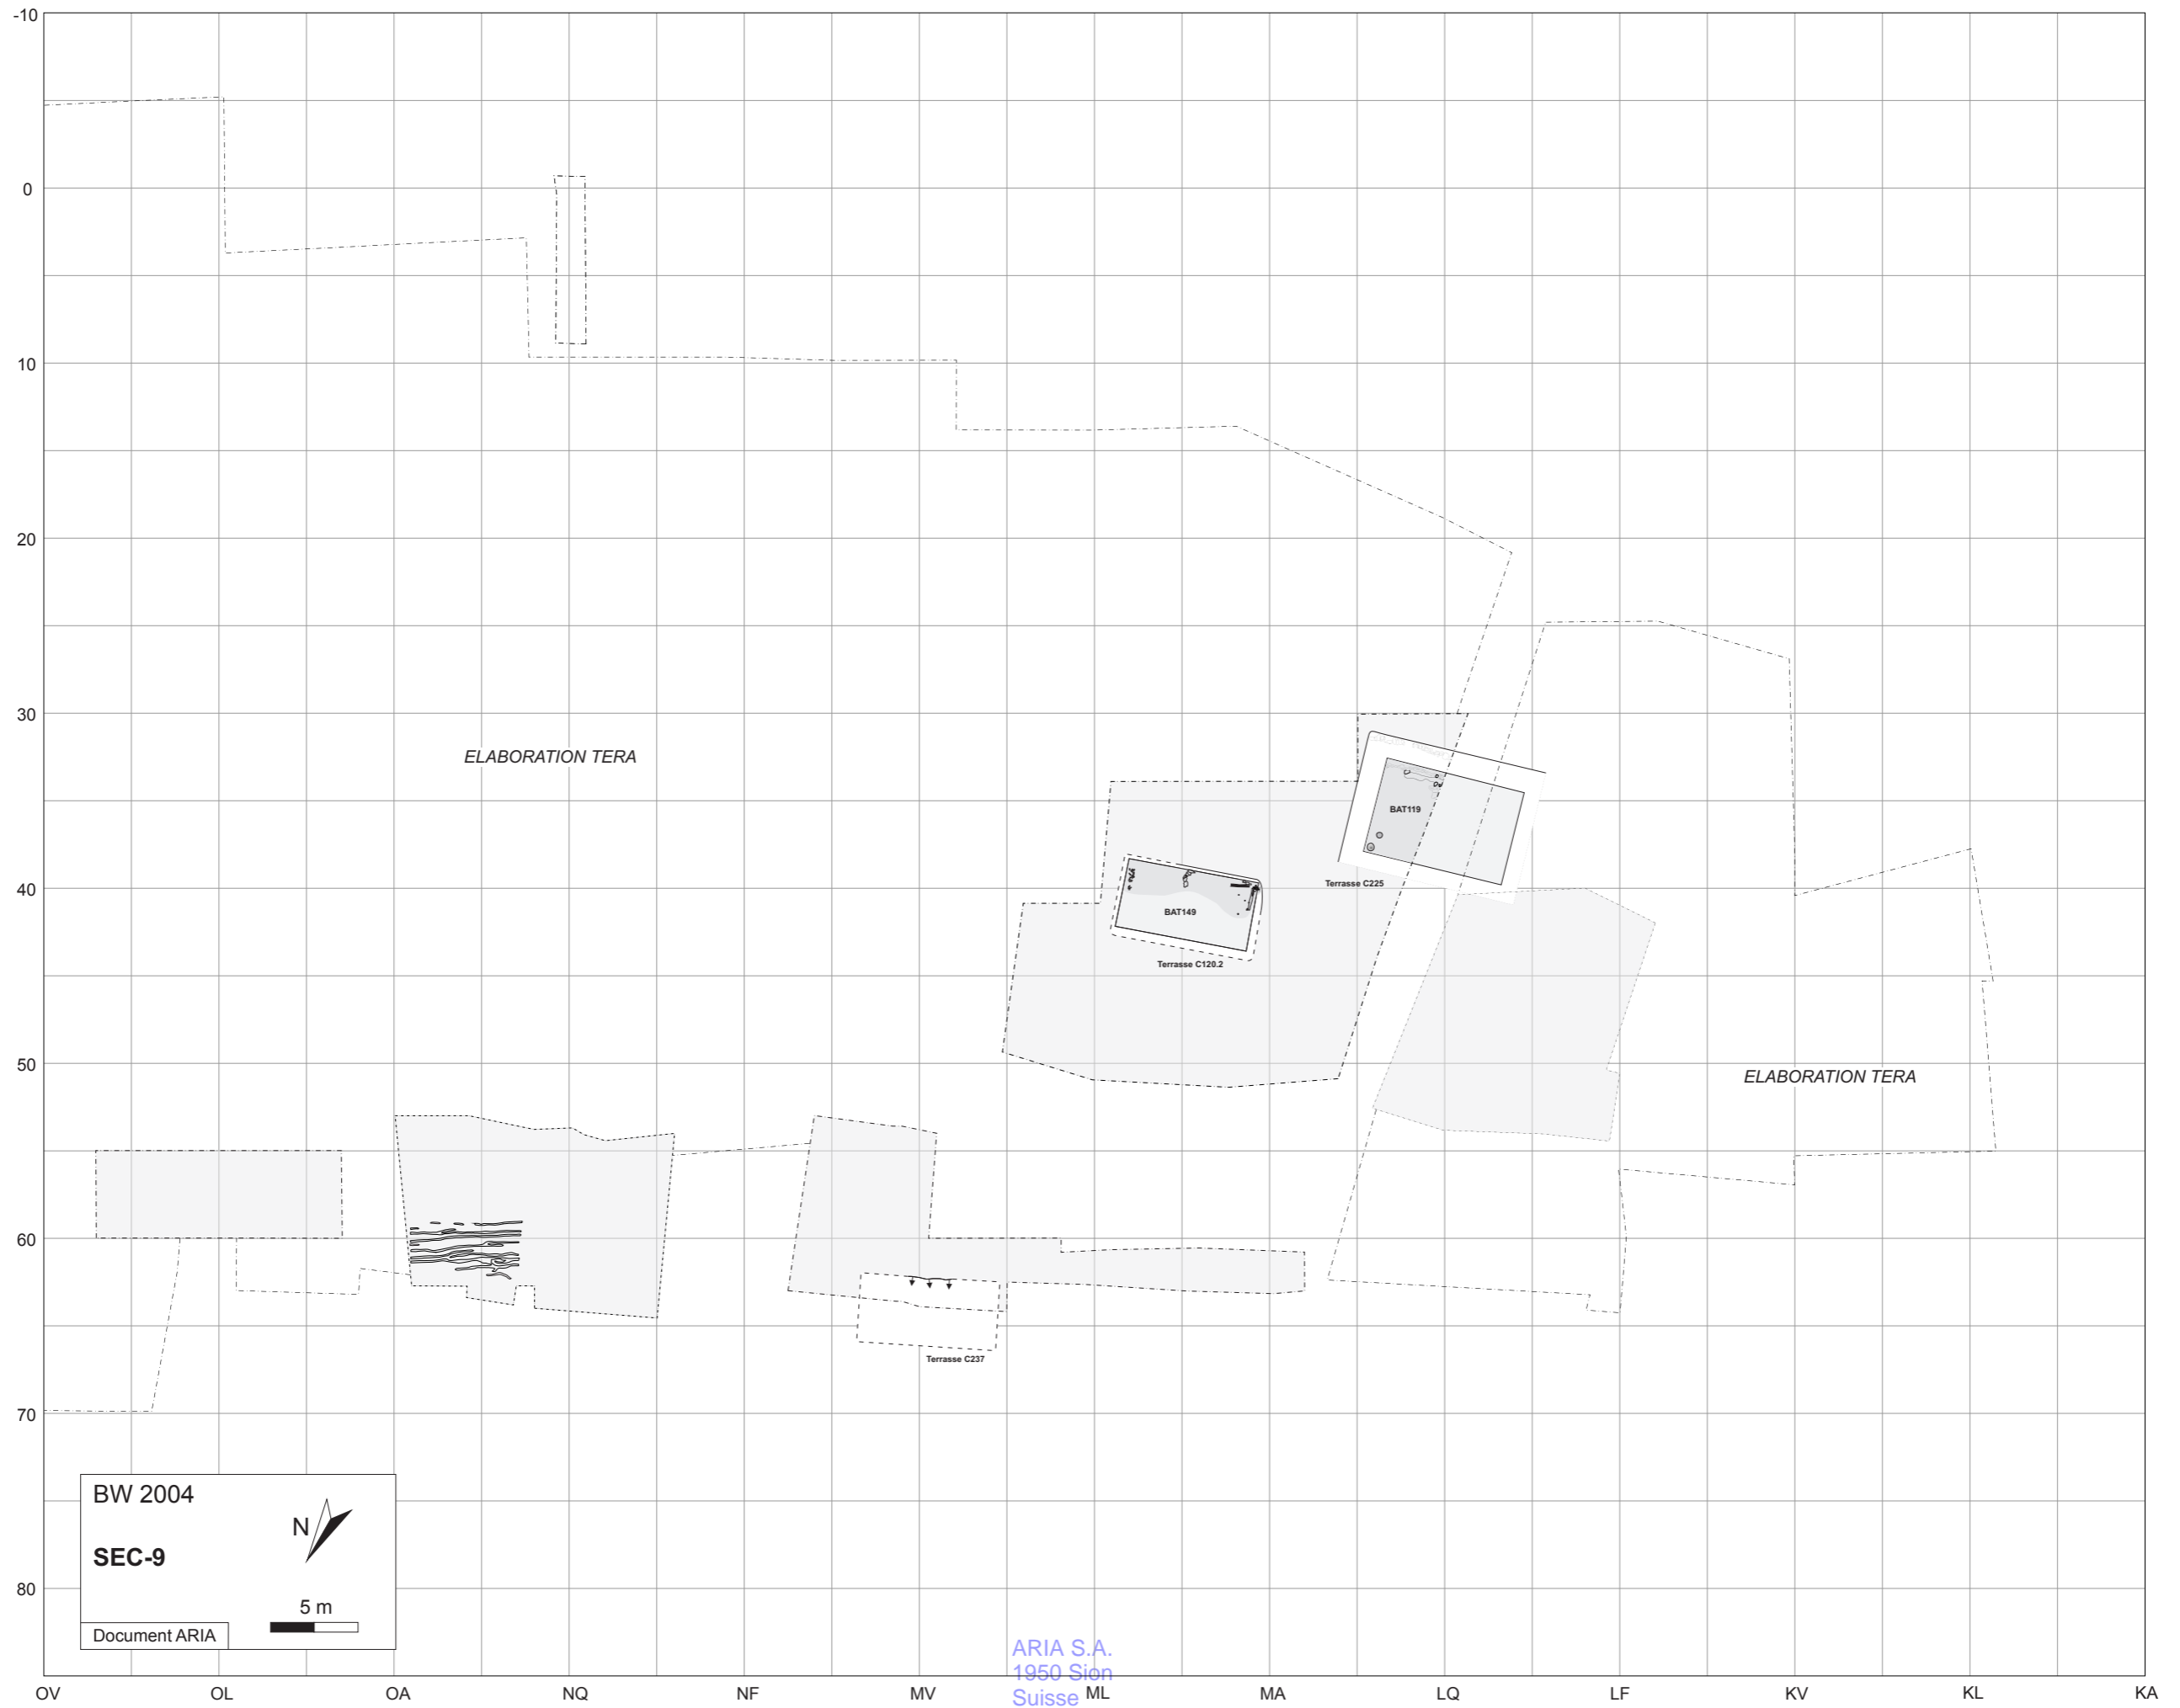 -10
0
10
20
30
ELABORATION TERA
BAT119
40
Terrasse C225
BAT149
Terrasse C120.2
50
ELABORATION TERA
60
Terrasse C237
70
BW 2004
N
SEC-9
80
5 m
Document ARIA
ARIA S.A.
1950 Sion
Suisse
OV OL OA NQ NF MV ML MA LQ LF KV KL KA